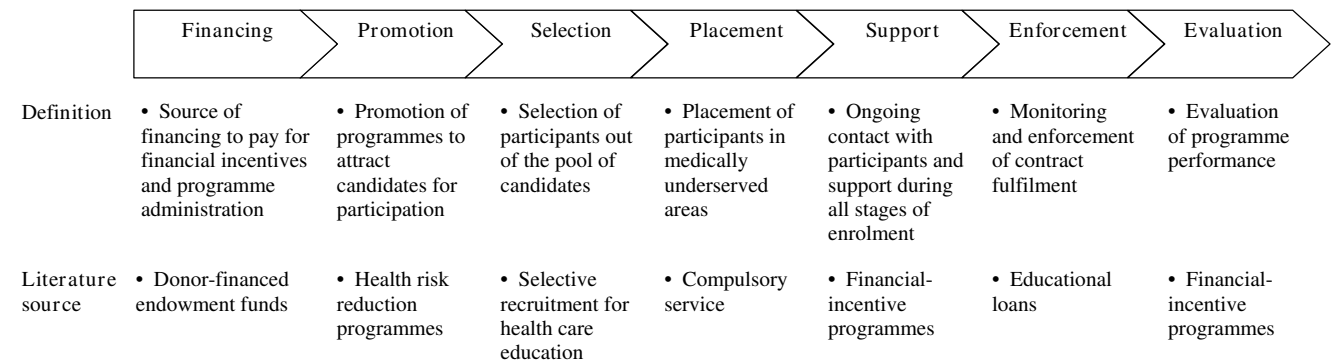 Financing
Promotion
Selection
Placement
Support
Enforcement
Evaluation
Definition
• Source of
financing to pay for
financial incentives
and programme
administration
• Promotion of
programmes to
attract
candidates for
participation
• Selection of
participants out
of the pool of
candidates
• Placement of
participants in
medically
underserved
areas
• Ongoing
contact with
participants and
support during
all stages of
enrolment
• Monitoring
and enforcement
of contract
fulfilment
• Evaluation
of programme
performance
Literature
source
• Donor-financed
endowment funds
• Health risk
reduction
programmes
• Selective
recruitment for
health care
education
• Compulsory
service
• Financial-
incentive
programmes
• Educational
loans
• Financial-
incentive
programmes